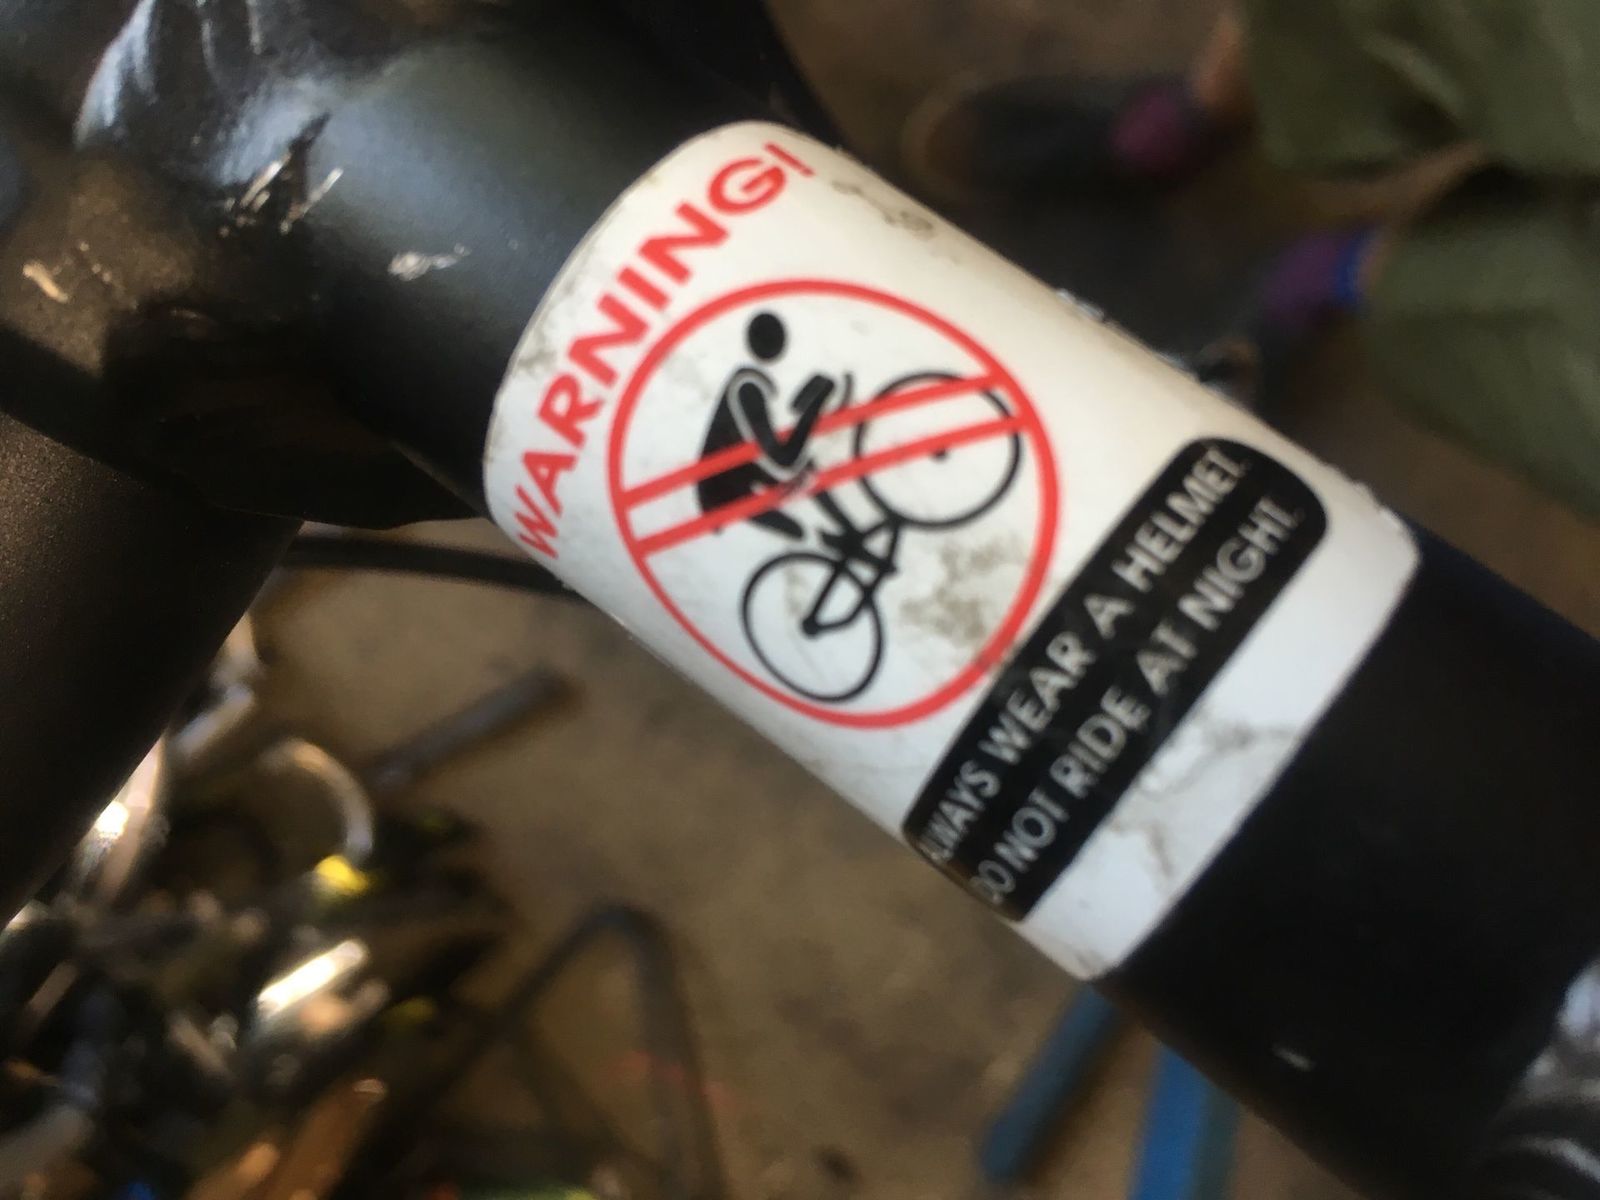 WARNING!
ALWAYS WEAR A HELMET.
DO NOT RIDE AT NIGHT.